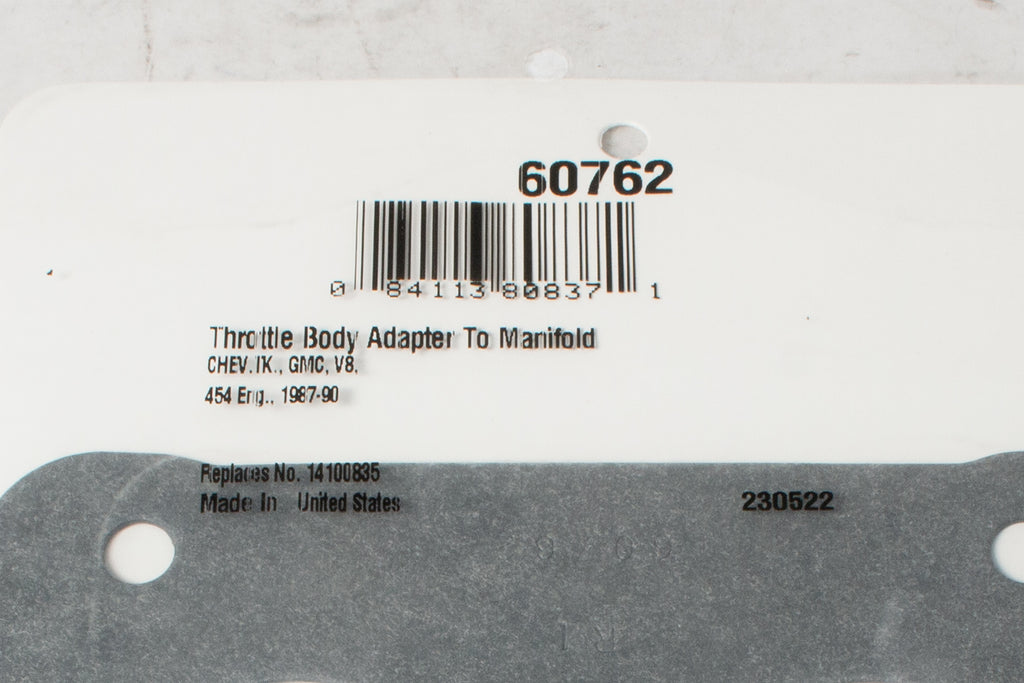 60762
0 84113 80837 1
Throttle Body Adapter To Manifold
CHEV.TK., GMC, V8,
454 Eng., 1987-90
Replaces No. 14100835
Made In United States
230522